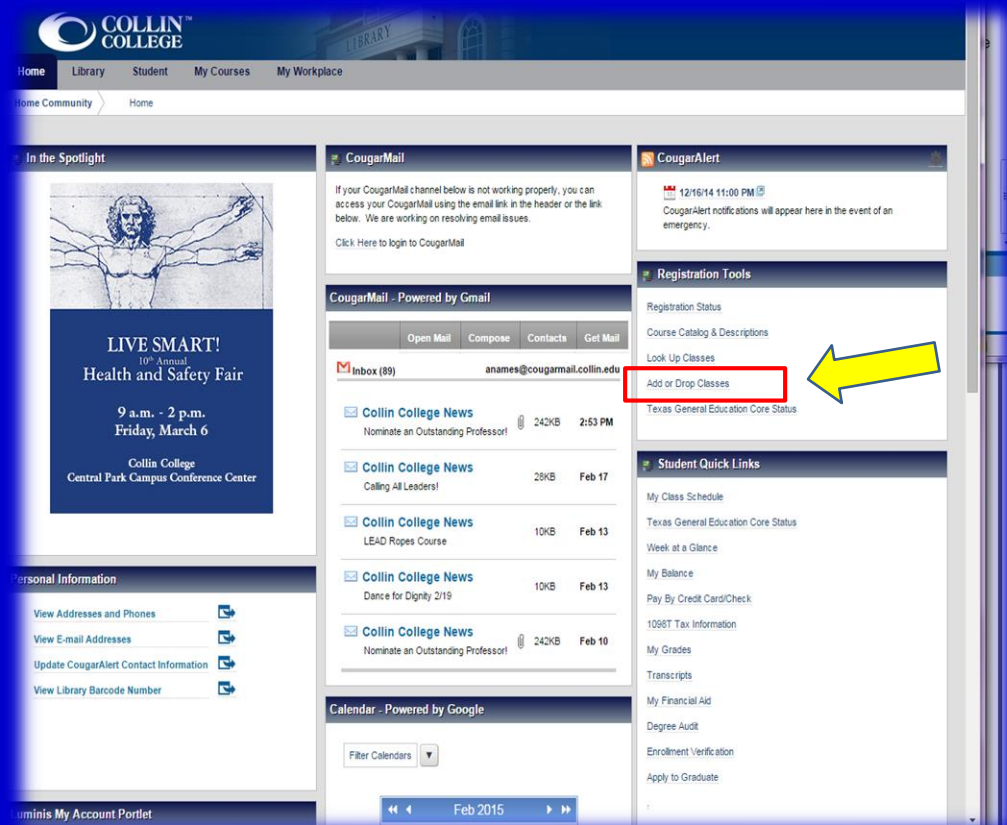 COLLIN™
COLLEGE
LIBRARY
Home Library Student My Courses My Workplace
Home Community Home
In the Spotlight
LIVE SMART!
10th Annual
Health and Safety Fair
9 a.m. - 2 p.m.
Friday, March 6
Collin College
Central Park Campus Conference Center
Personal Information
View Addresses and Phones
View E-mail Addresses
Update CougarAlert Contact Information
View Library Barcode Number
Luminis My Account Portlet
CougarMail
If your CougarMail channel below is not working properly, you can
access your CougarMail using the email link in the header or the link
below. We are working on resolving email issues.
Click Here to login to CougarMail
CougarMail - Powered by Gmail
Open Mail Compose Contacts Get Mail
Inbox (89) anames@cougarmail.collin.edu
Collin College News 242KB 2:53 PM
Nominate an Outstanding Professor!
Collin College News 28KB Feb 17
Calling All Leaders!
Collin College News 10KB Feb 13
LEAD Ropes Course
Collin College News 10KB Feb 13
Dance for Dignity 2/19
Collin College News 242KB Feb 10
Nominate an Outstanding Professor!
Calendar - Powered by Google
Filter Calendars
Feb 2015
CougarAlert
12/16/14 11:00 PM
CougarAlert notifications will appear here in the event of an
emergency.
Registration Tools
Registration Status
Course Catalog & Descriptions
Look Up Classes
Add or Drop Classes
Texas General Education Core Status
Student Quick Links
My Class Schedule
Texas General Education Core Status
Week at a Glance
My Balance
Pay By Credit Card/Check
1098T Tax Information
My Grades
Transcripts
My Financial Aid
Degree Audit
Enrollment Verification
Apply to Graduate